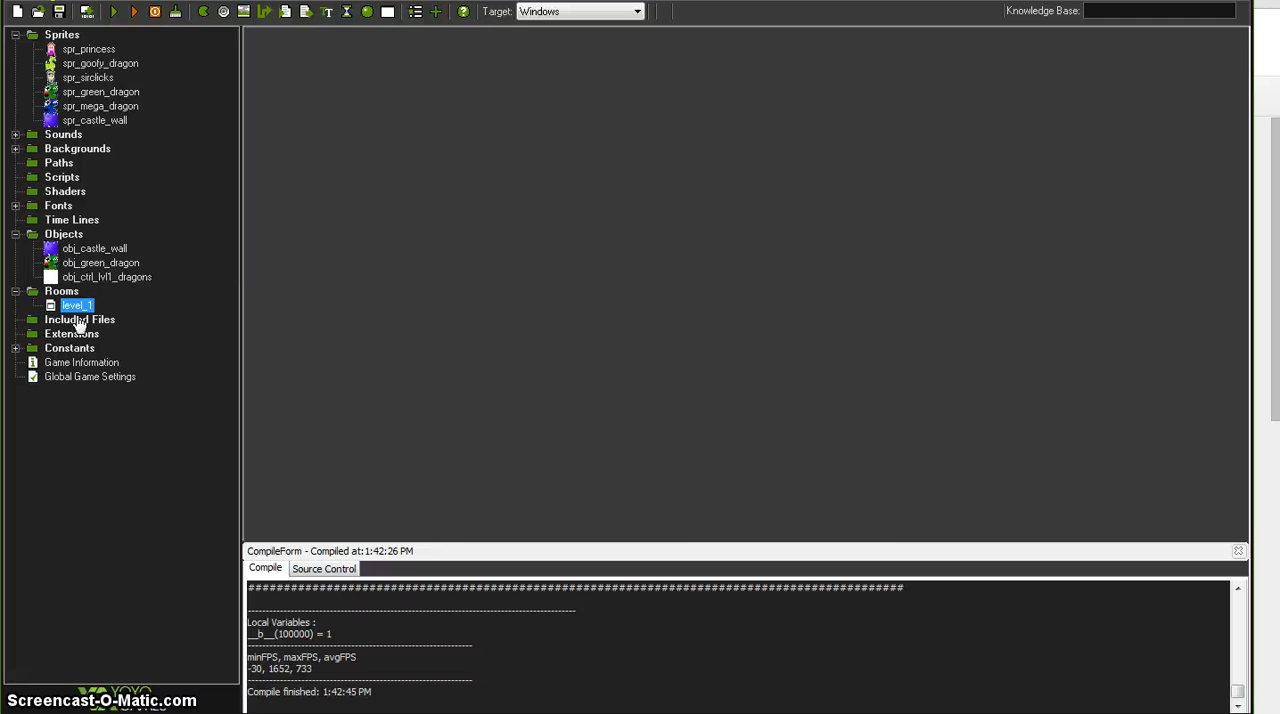 Target: Windows
Knowledge Base:
Sprites
spr_princess
spr_goofy_dragon
spr_sirclicks
spr_green_dragon
spr_mega_dragon
spr_castle_wall
Sounds
Backgrounds
Paths
Scripts
Shaders
Fonts
Time Lines
Objects
obj_castle_wall
obj_green_dragon
obj_ctrl_lvl1_dragons
Rooms
level_1
Included Files
Extensions
Constants
Game Information
Global Game Settings
CompileForm - Compiled at:1:42:26 PM
Compile Source Control
############################################################################################
-----------------------------------------------------------------------------------
Local Variables :
__b__(100000) = 1
---------------------------------------------------------
minFPS, maxFPS, avgFPS
-30, 1652, 733
---------------------------------------------------------
Compile finished: 1:42:45 PM
YOYO
Screencast-O-Matic.com